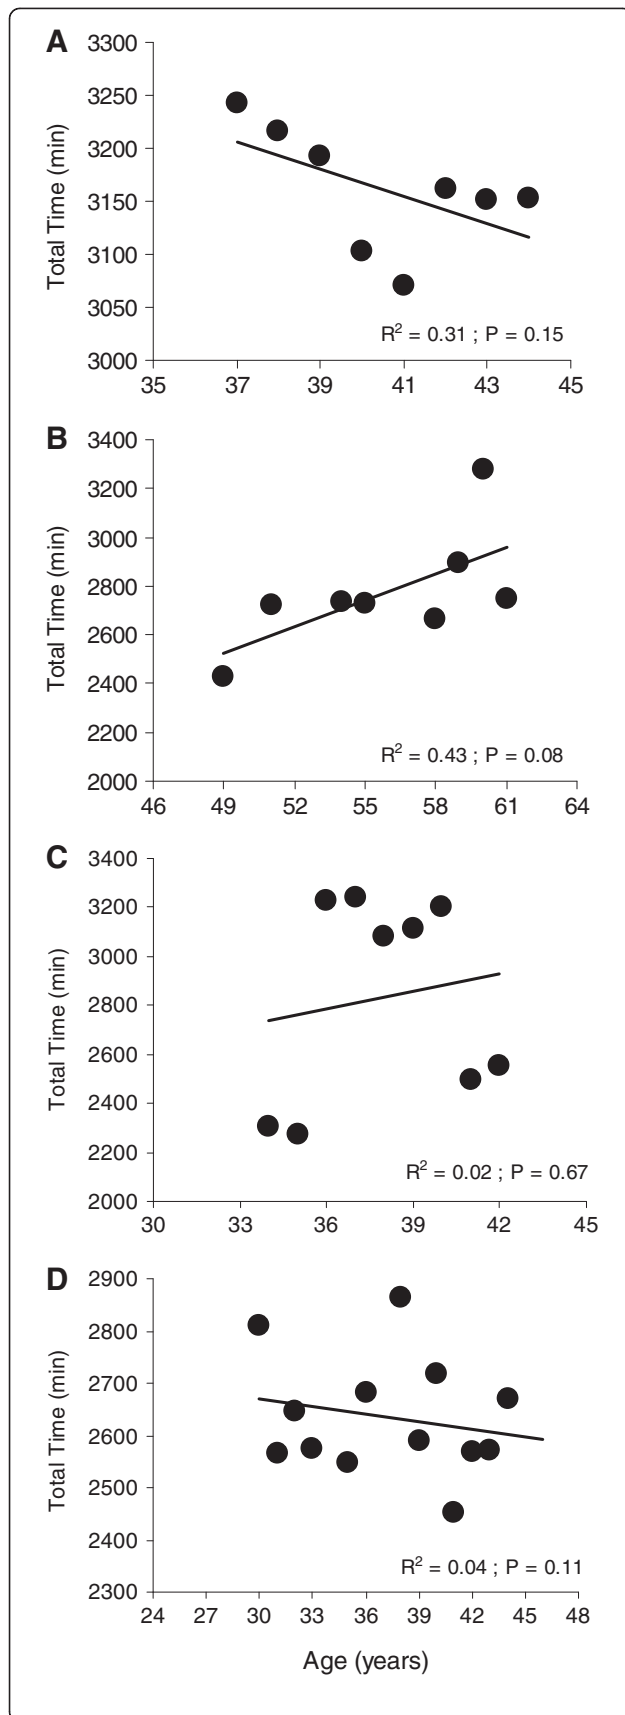 A
3300
3250
3200
3150
3100
3050
3000
Total Time (min)
R² = 0.31 ; P = 0.15
35 37 39 41 43 45
B
3400
3200
3000
2800
2600
2400
2200
2000
Total Time (min)
R² = 0.43 ; P = 0.08
46 49 52 55 58 61 64
C
3400
3200
3000
2800
2600
2400
2200
2000
Total Time (min)
R² = 0.02 ; P = 0.67
30 33 36 39 42 45
D
2900
2800
2700
2600
2500
2400
2300
Total Time (min)
R² = 0.04 ; P = 0.11
24 27 30 33 36 39 42 45 48
Age (years)